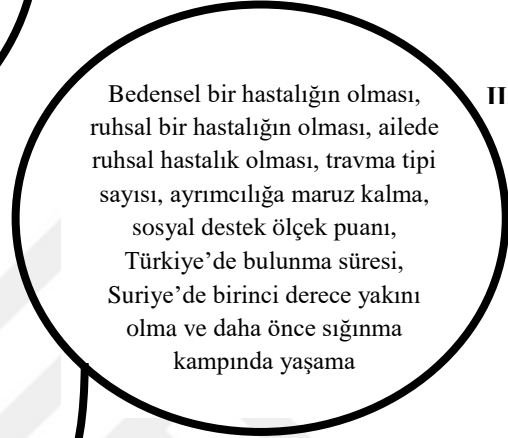 Bedensel bir hastalığın olması,
ruhsal bir hastalığın olması, ailede
ruhsal hastalık olması, travma tipi
sayısı, ayrımcılığa maruz kalma,
sosyal destek ölçek puanı,
Türkiye’de bulunma süresi,
Suriye’de birinci derece yakını
olma ve daha önce sığınma
kampında yaşama
II